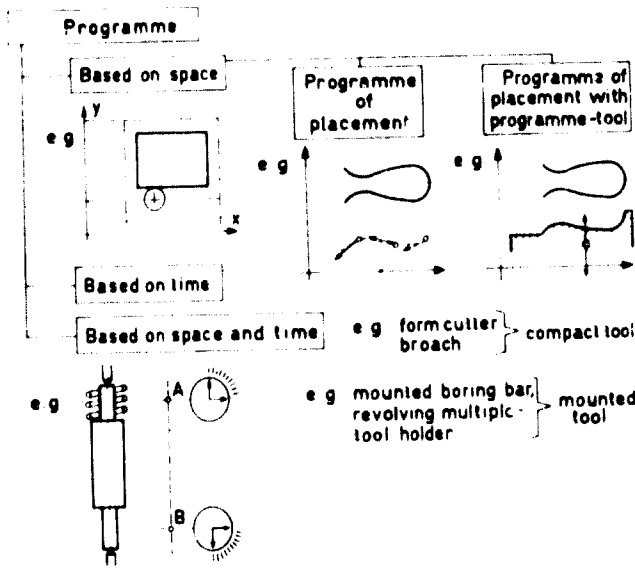 Programme
Based on space
Programme
of
placement
Programme of
placement with
programme-tool
e g
y
x
e g
e g
Based on time
Based on space and time
e g form cutter
broach
compact tool
e g
A
B
e g mounted boring bar,
revolving multiple-
tool holder
mounted
tool